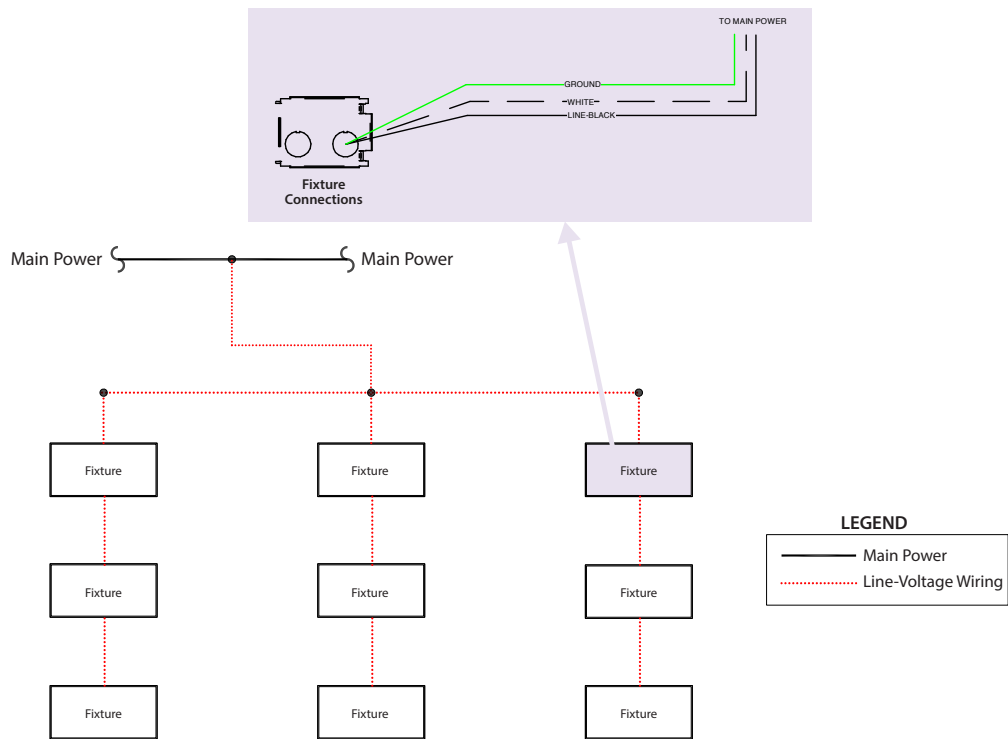 TO MAIN POWER
GROUND
WHITE
LINE-BLACK
Fixture
Connections
Main Power
Main Power
Fixture
Fixture
Fixture
LEGEND
Main Power
Line-Voltage Wiring
Fixture
Fixture
Fixture
Fixture
Fixture
Fixture